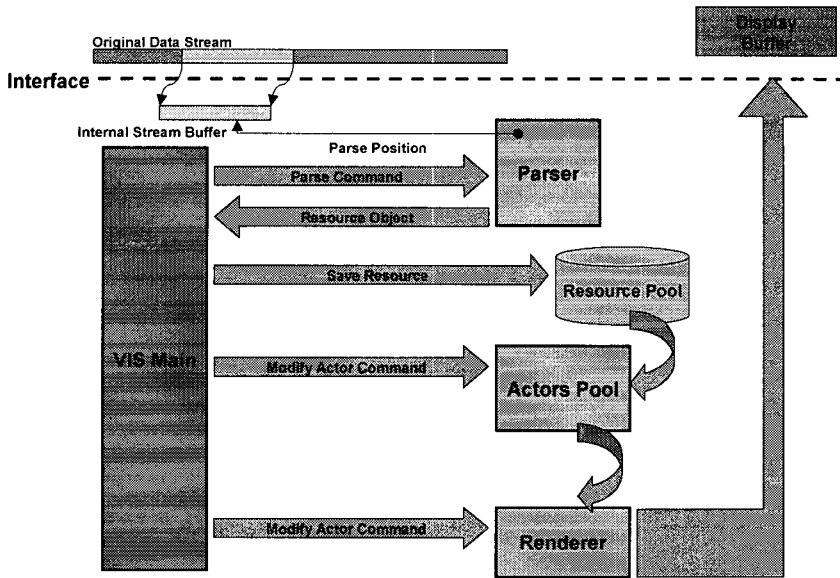 Original Data Stream
Display
Buffer
Interface
Internal Stream Buffer
Parse Position
Parse Command
Parser
Resource Object
Save Resource
Resource Pool
VIS Main
Modify Actor Command
Actors Pool
Modify Actor Command
Renderer